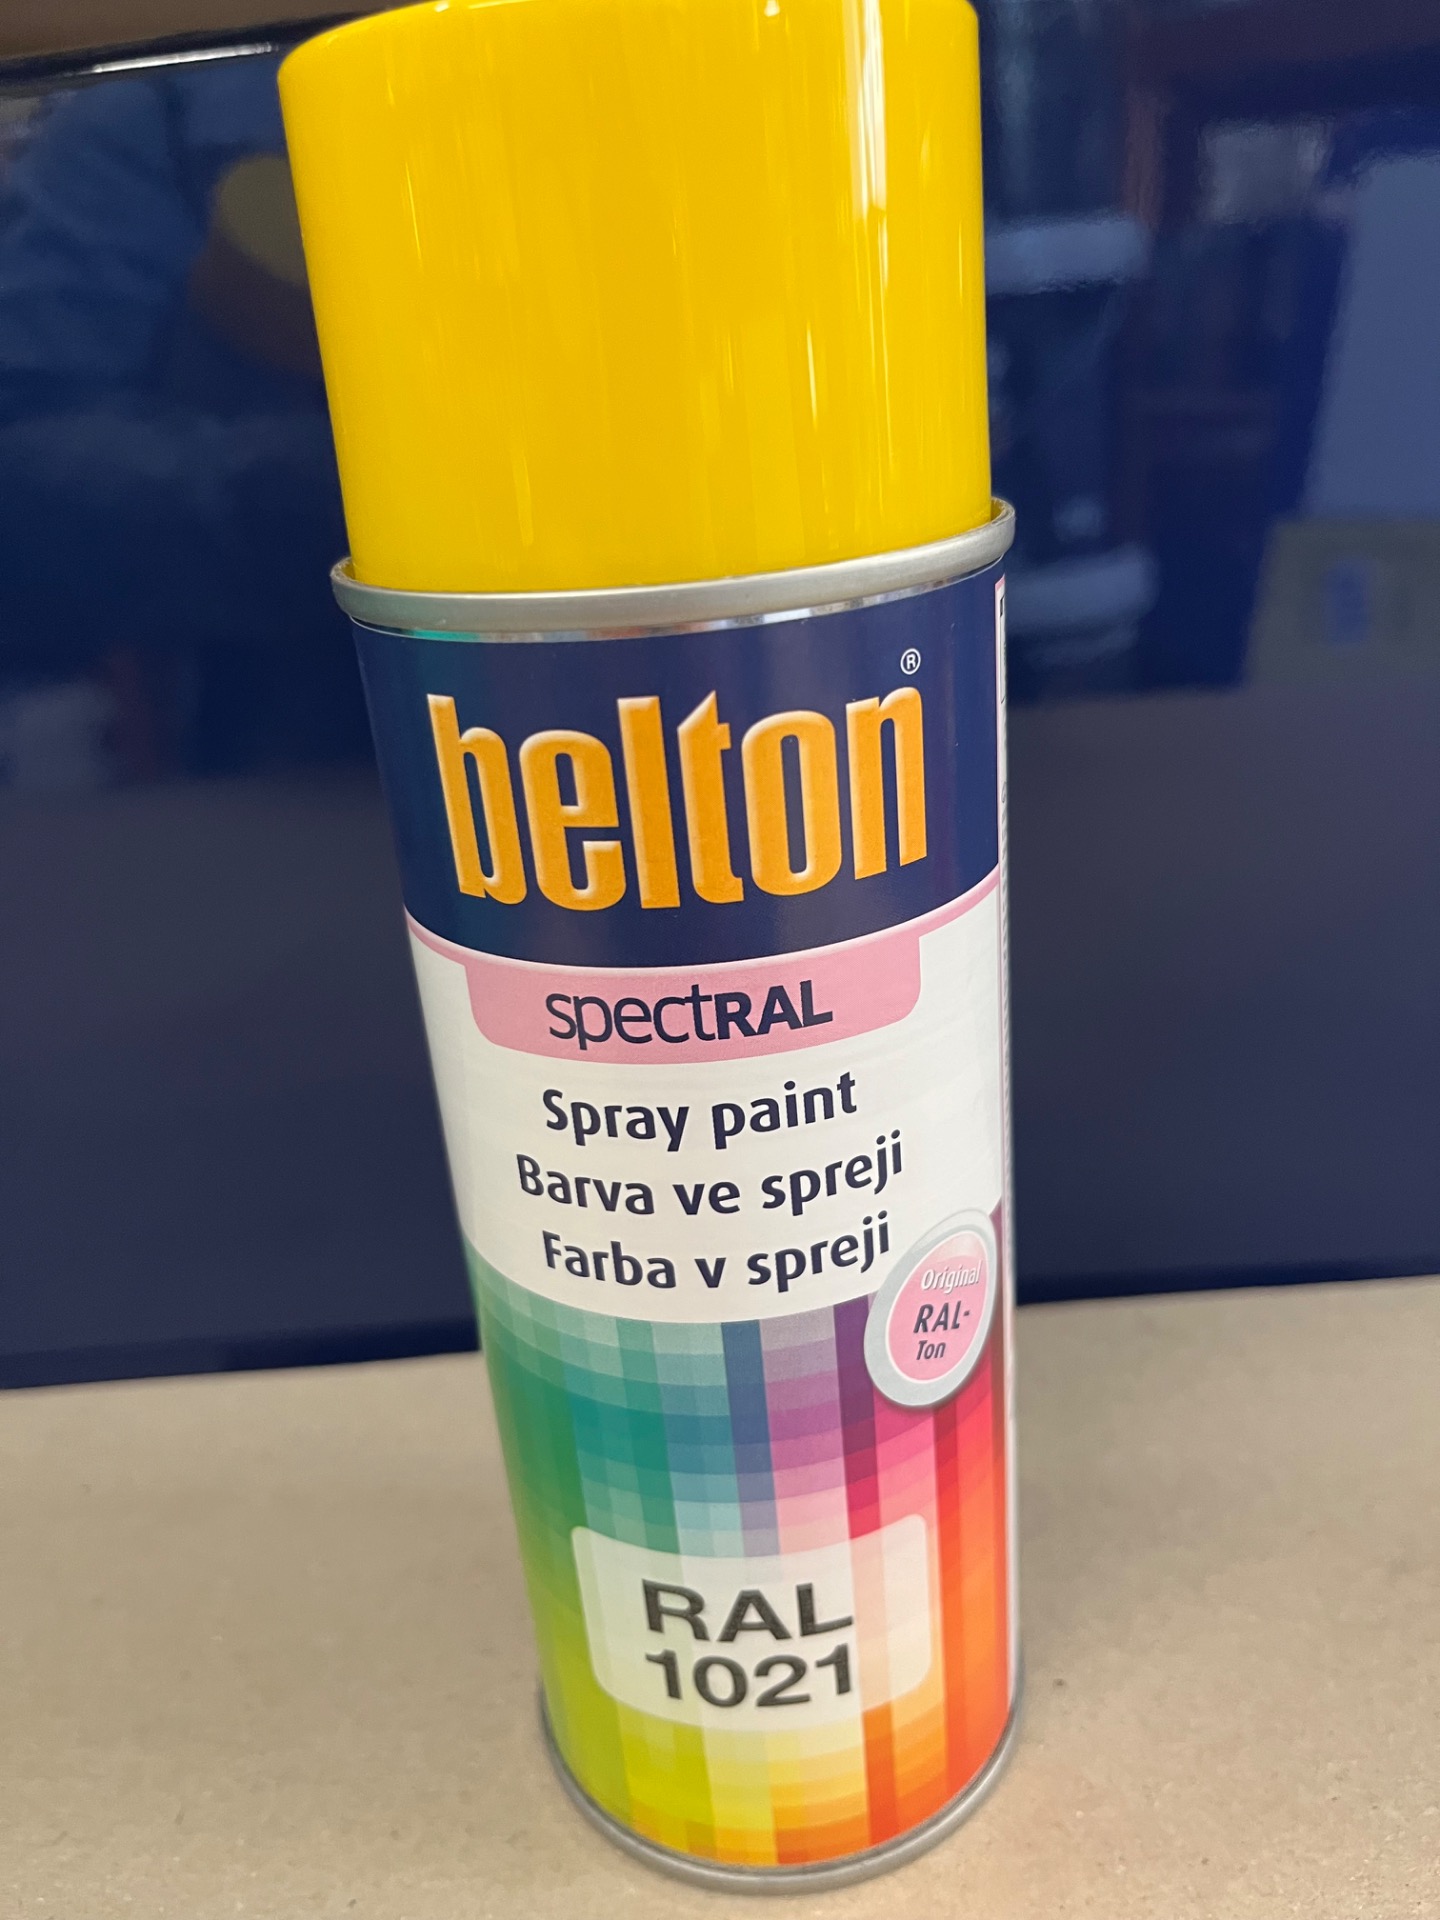 belton®
spectRAL
Spray paint
Barva ve spreji
Farba v spreji
Original
RAL-
Ton
RAL
1021